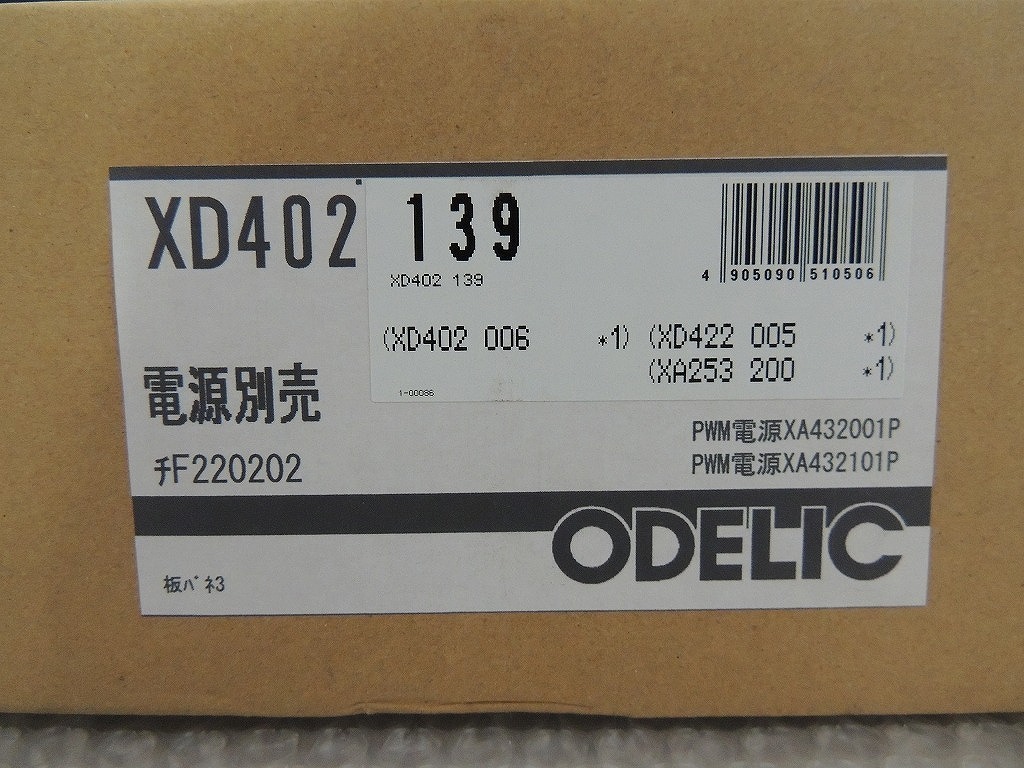 XD402 139
XD402 139
4 905090 510506
(XD402 006 *1) (XD422 005 *1)
(XA253 200 *1)
1-00086
電源別売
ﾁF220202
PWM電源XA432001P
PWM電源XA432101P
ODELIC
板ﾊﾞﾈ3